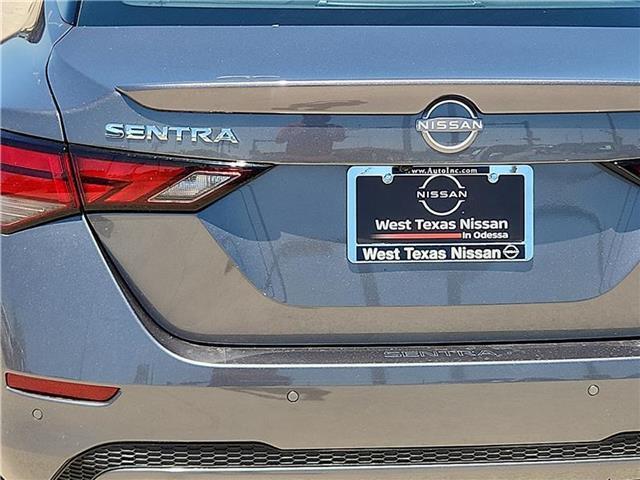 SENTRA
NISSAN
www.AutoInc.com
NISSAN
West Texas Nissan
In Odessa
West Texas Nissan
SENTRA